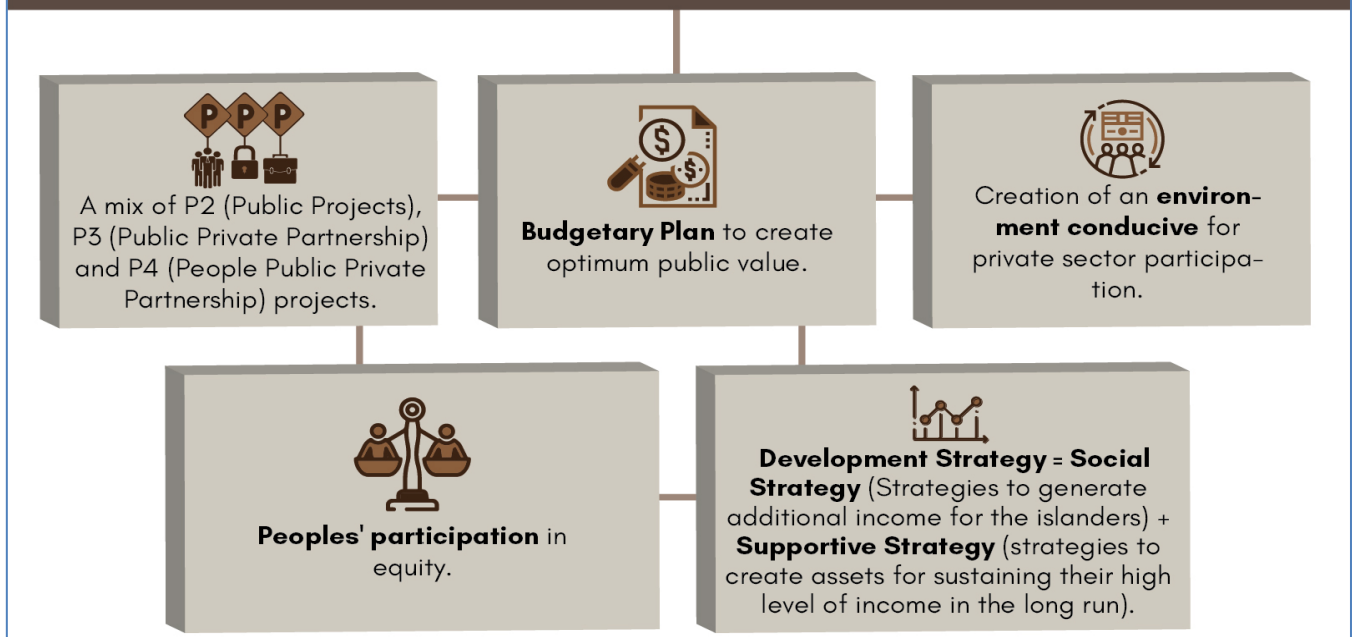 P P P
A mix of P2 (Public Projects),
P3 (Public Private Partnership)
and P4 (People Public Private
Partnership) projects.
$
$
Budgetary Plan to create
optimum public value.
Creation of an environ-
ment conducive for
private sector participa-
tion.
Peoples' participation in
equity.
Development Strategy = Social
Strategy (Strategies to generate
additional income for the islanders) +
Supportive Strategy (strategies to
create assets for sustaining their high
level of income in the long run).